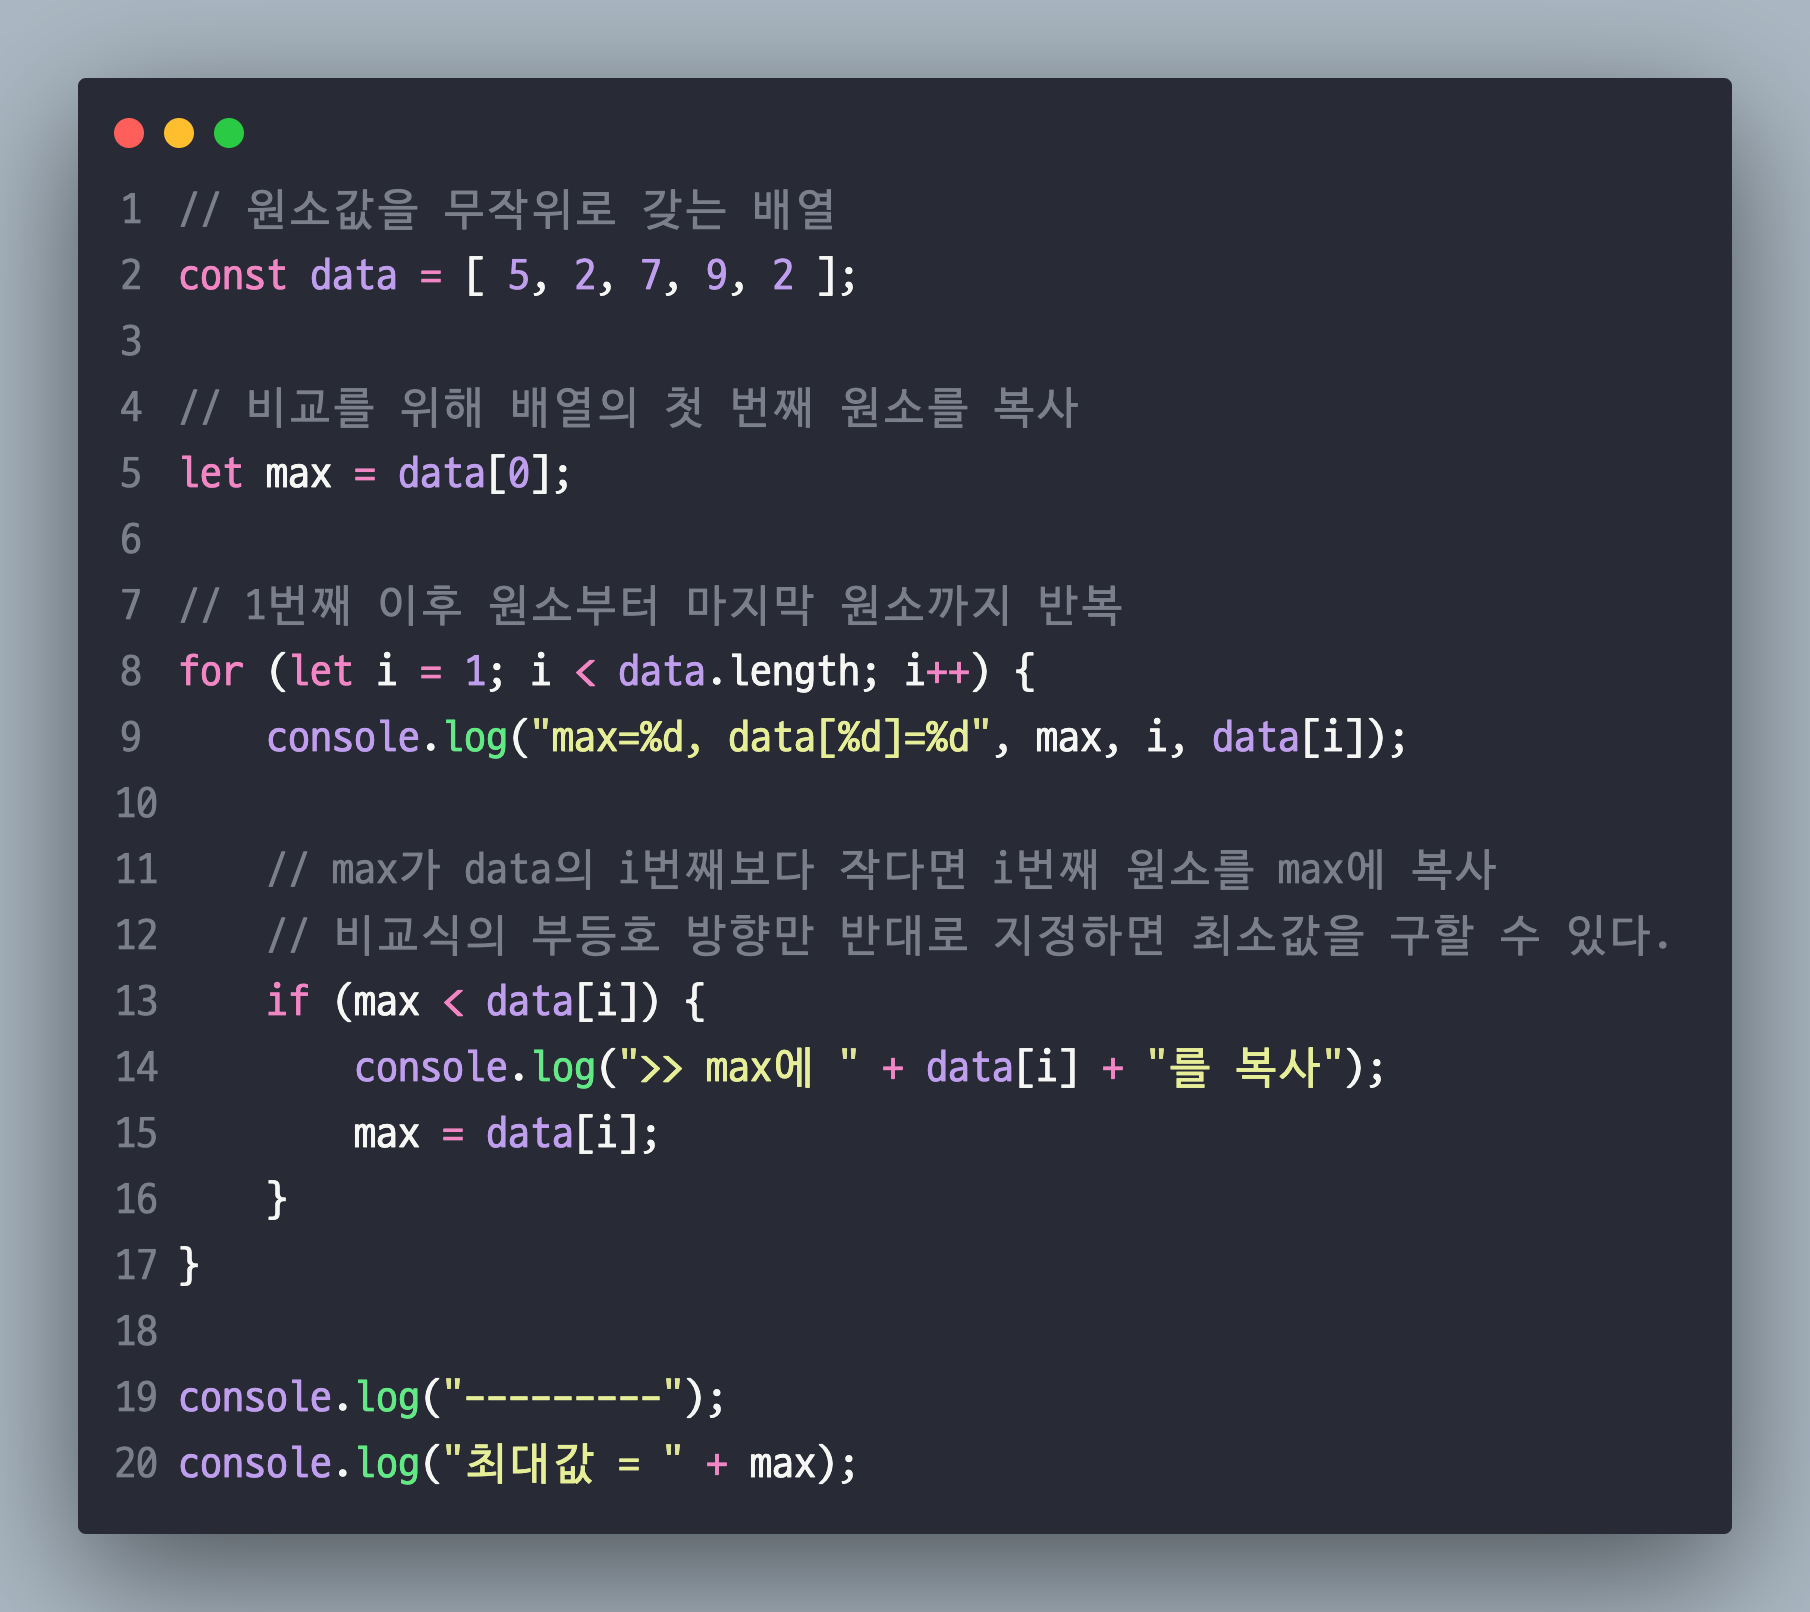 1 // 원소값을 무작위로 갖는 배열
2 const data = [ 5, 2, 7, 9, 2 ];
3
4 // 비교를 위해 배열의 첫 번째 원소를 복사
5 let max = data[0];
6
7 // 1번째 이후 원소부터 마지막 원소까지 반복
8 for (let i = 1; i < data.length; i++) {
9     console.log("max=%d, data[%d]=%d", max, i, data[i]);
10
11     // max가 data의 i번째보다 작다면 i번째 원소를 max에 복사
12     // 비교식의 부등호 방향만 반대로 지정하면 최소값을 구할 수 있다.
13     if (max < data[i]) {
14         console.log(">> max에 " + data[i] + "를 복사");
15         max = data[i];
16     }
17 }
18
19 console.log("---------");
20 console.log("최대값 = " + max);